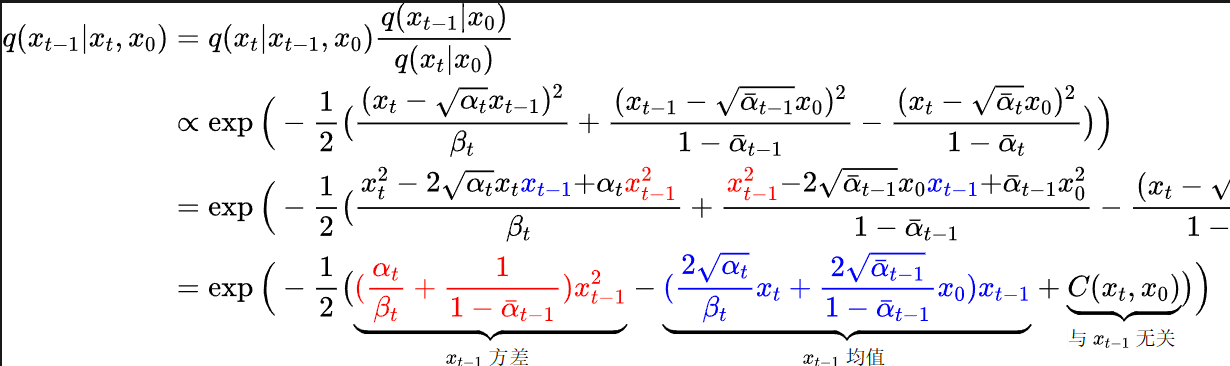 q(x_{t-1}|x_t, x_0) = q(x_t|x_{t-1}, x_0) \frac{q(x_{t-1}|x_0)}{q(x_t|x_0)}
\propto \exp\Big(-\frac{1}{2}\big(\frac{(x_t - \sqrt{\alpha_t}x_{t-1})^2}{\beta_t} + \frac{(x_{t-1} - \sqrt{\bar{\alpha}_{t-1}}x_0)^2}{1 - \bar{\alpha}_{t-1}} - \frac{(x_t - \sqrt{\bar{\alpha}_t}x_0)^2}{1 - \bar{\alpha}_t}\big)\Big)
= \exp\Big(-\frac{1}{2}\big(\frac{x_t^2 - 2\sqrt{\alpha_t}x_t x_{t-1} + \alpha_t x_{t-1}^2}{\beta_t} + \frac{x_{t-1}^2 - 2\sqrt{\bar{\alpha}_{t-1}}x_0 x_{t-1} + \bar{\alpha}_{t-1}x_0^2}{1 - \bar{\alpha}_{t-1}} - \frac{(x_t - \sqrt{}}{1 -}
= \exp\Big(-\frac{1}{2}\big((\frac{\alpha_t}{\beta_t} + \frac{1}{1 - \bar{\alpha}_{t-1}})x_{t-1}^2 - (\frac{2\sqrt{\alpha_t}}{\beta_t}x_t + \frac{2\sqrt{\bar{\alpha}_{t-1}}}{1 - \bar{\alpha}_{t-1}}x_0)x_{t-1} + C(x_t, x_0)\big)\Big)
x_{t-1} 方差 x_{t-1} 均值 与 x_{t-1} 无关